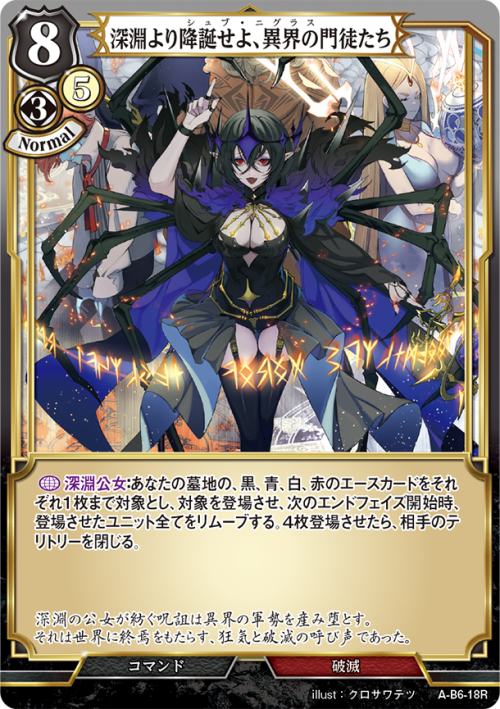 8
シュブ・ニグラス
深淵より降誕せよ、異界の門徒たち
3
5
Normal
深淵公女:あなたの墓地の、黒、青、白、赤のエースカードをそれ
ぞれ1枚まで対象とし、対象を登場させ、次のエンドフェイズ開始時、
登場させたユニット全てをリムーブする。4枚登場させたら、相手のテ
リトリーを閉じる。
深淵の公女が紡ぐ呪詛は異界の軍勢を産み堕とす。
それは世界に終焉をもたらす、狂気と破滅の呼び声であった。
コマンド
破滅
illust:クロサワテツ
A-B6-18R